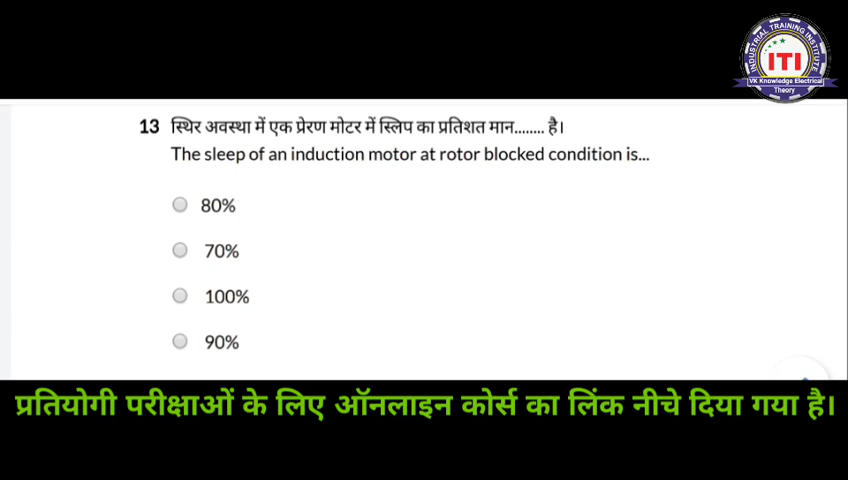 INDUSTRIAL TRAINING INSTITUTE
ITI
VK Knowledge Electrical
Theory
13 स्थिर अवस्था में एक प्रेरण मोटर में स्लिप का प्रतिशत मान........ है।
The sleep of an induction motor at rotor blocked condition is...
80%
70%
100%
90%
प्रतियोगी परीक्षाओं के लिए ऑनलाइन कोर्स का लिंक नीचे दिया गया है।